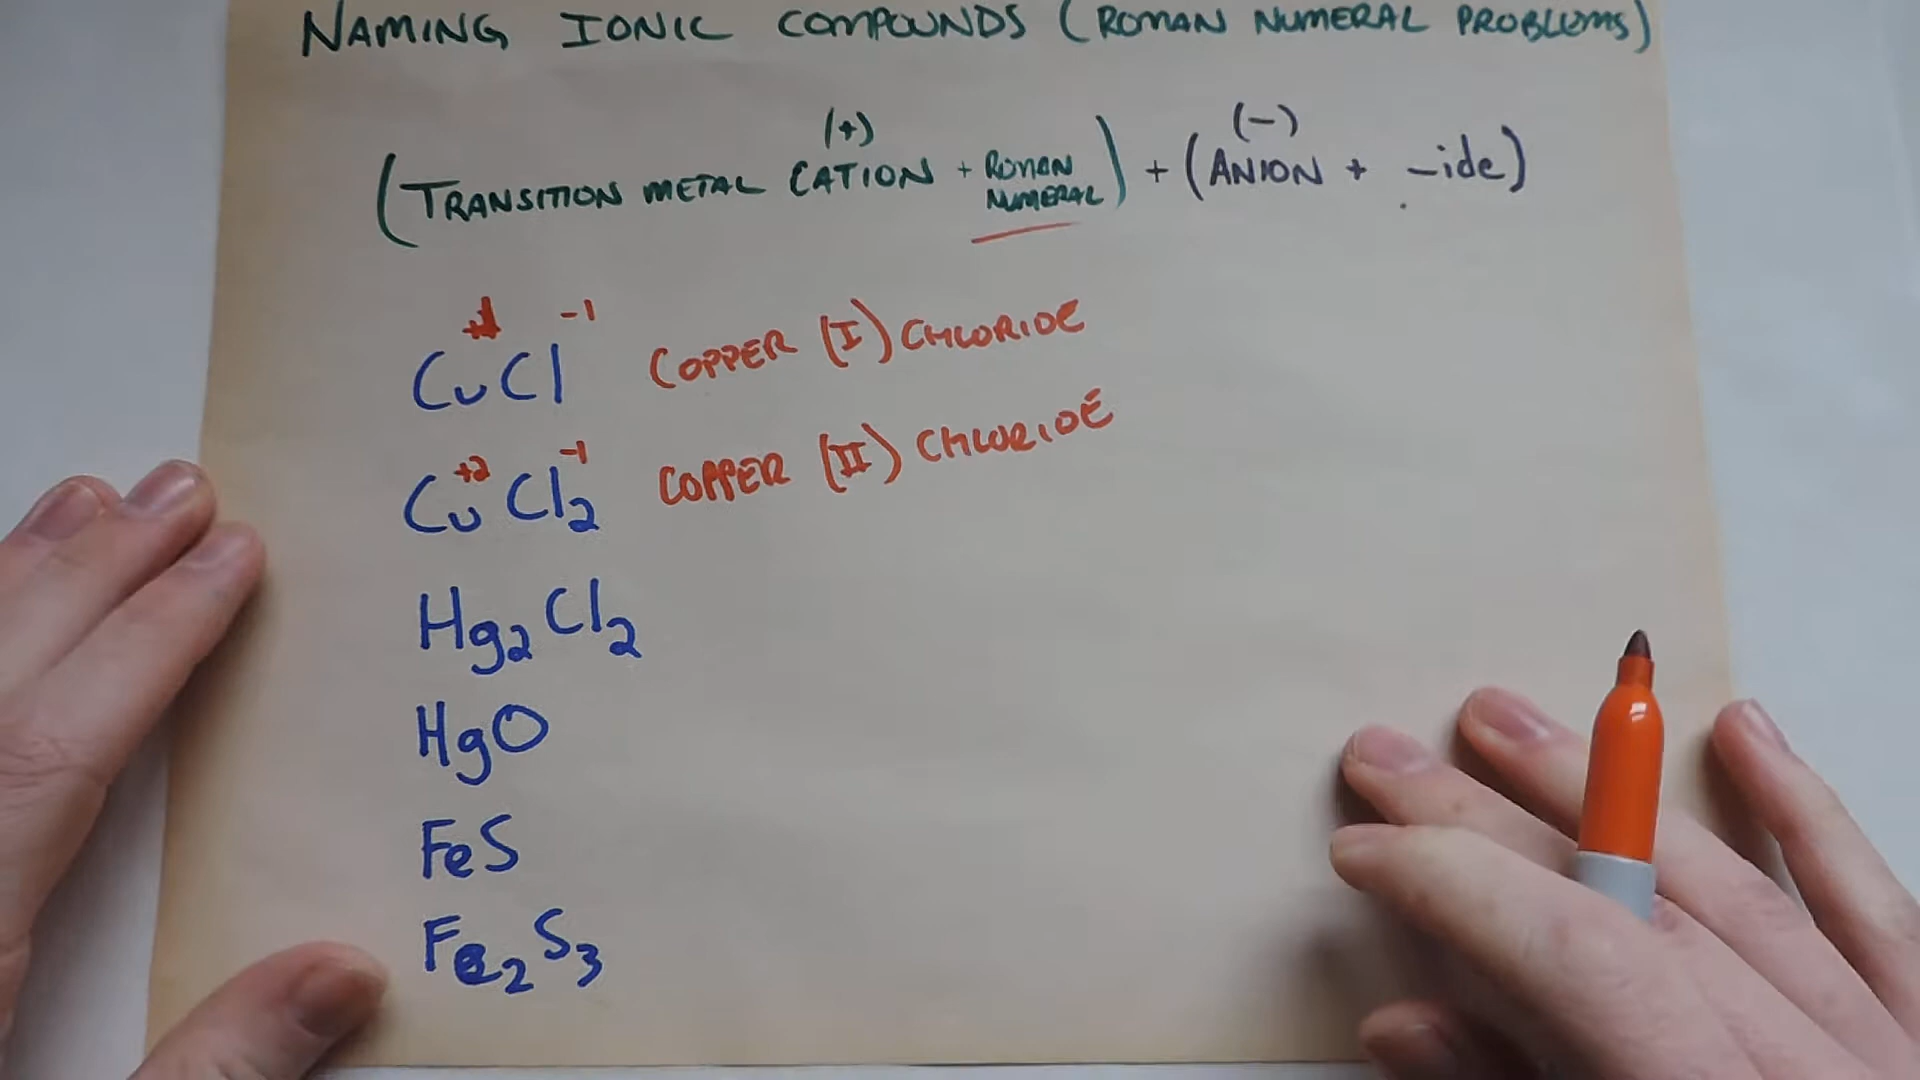 NAMING IONIC COMPOUNDS (ROMAN NUMERAL PROBLEMS)
(+) (-)
(TRANSITION METAL CATION + ROMAN NUMERAL) + (ANION + -ide)
+1 -1
CuCl COPPER (I) CHLORIDE
+2 -1
CuCl2 COPPER (II) CHLORIDE
Hg2Cl2
HgO
FeS
Fe2S3